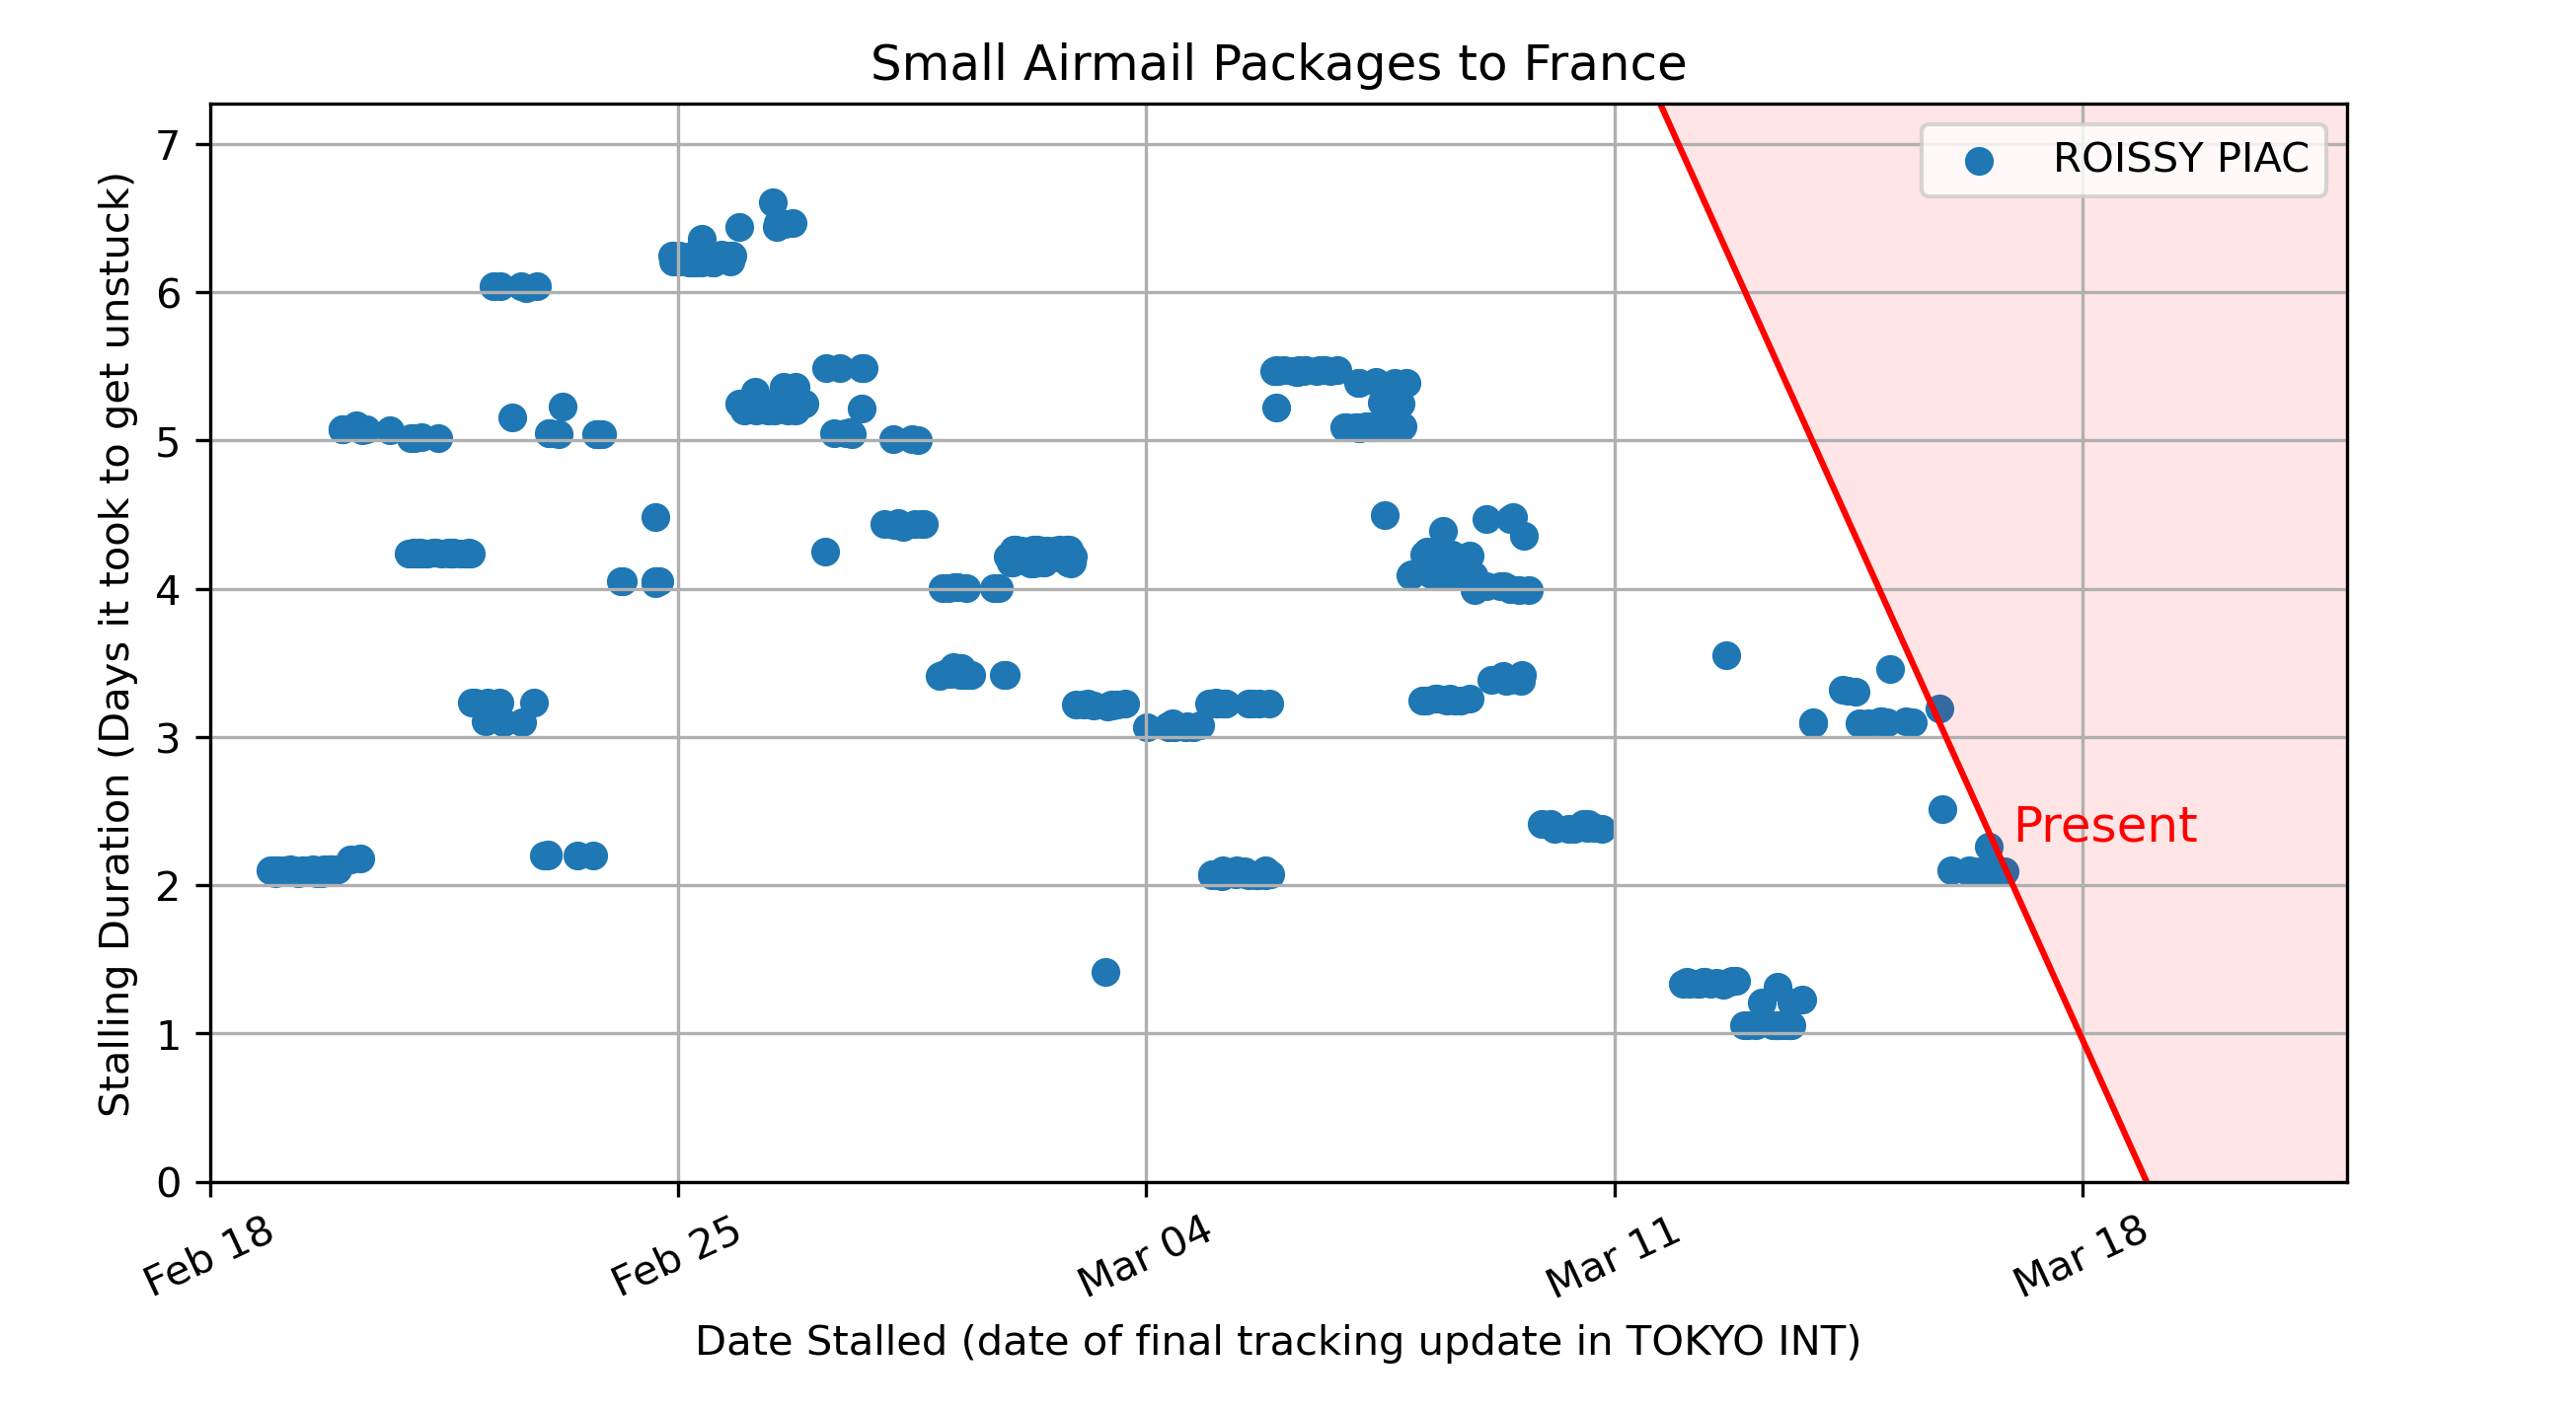 Small Airmail Packages to France
ROISSY PIAC
Stalling Duration (Days it took to get unstuck)
7
6
5
4
3
2
1
0
Present
Feb 18
Feb 25
Mar 04
Mar 11
Mar 18
Date Stalled (date of final tracking update in TOKYO INT)